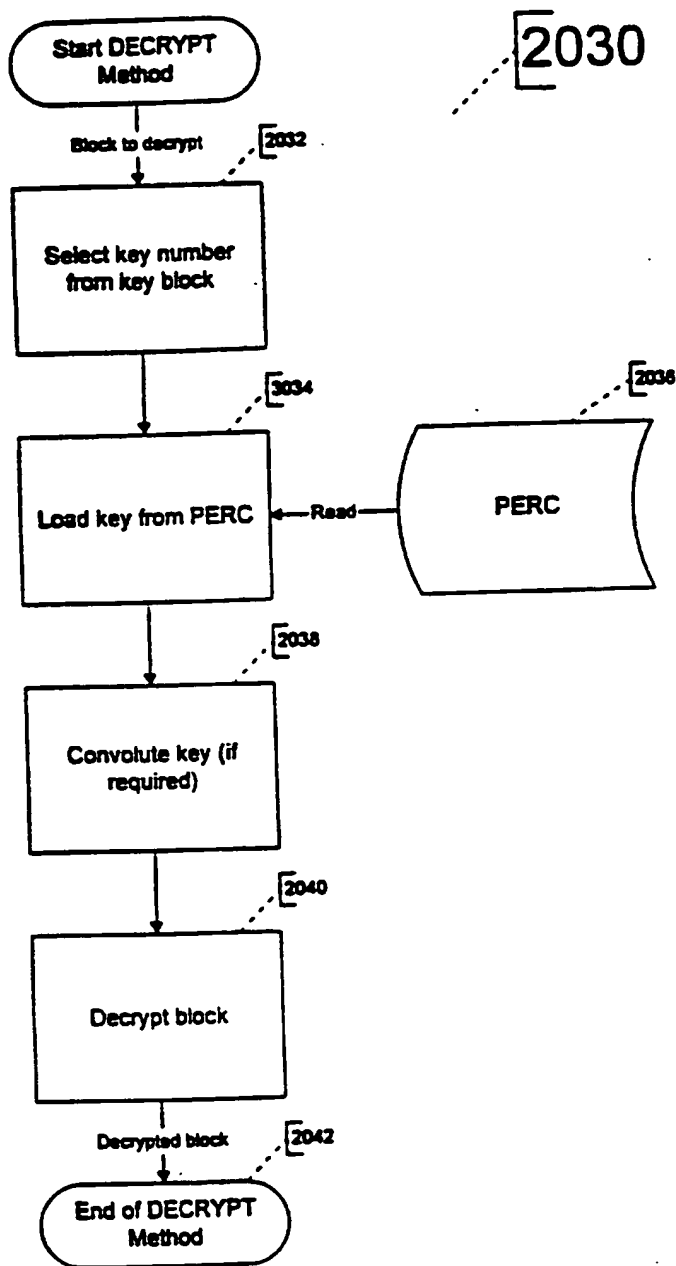 2030
Start DECRYPT
Method
Block to decrypt
2032
Select key number
from key block
3034
2036
Load key from PERC
Read
PERC
2038
Convolute key (if
required)
2040
Decrypt block
Decrypted block
2042
End of DECRYPT
Method